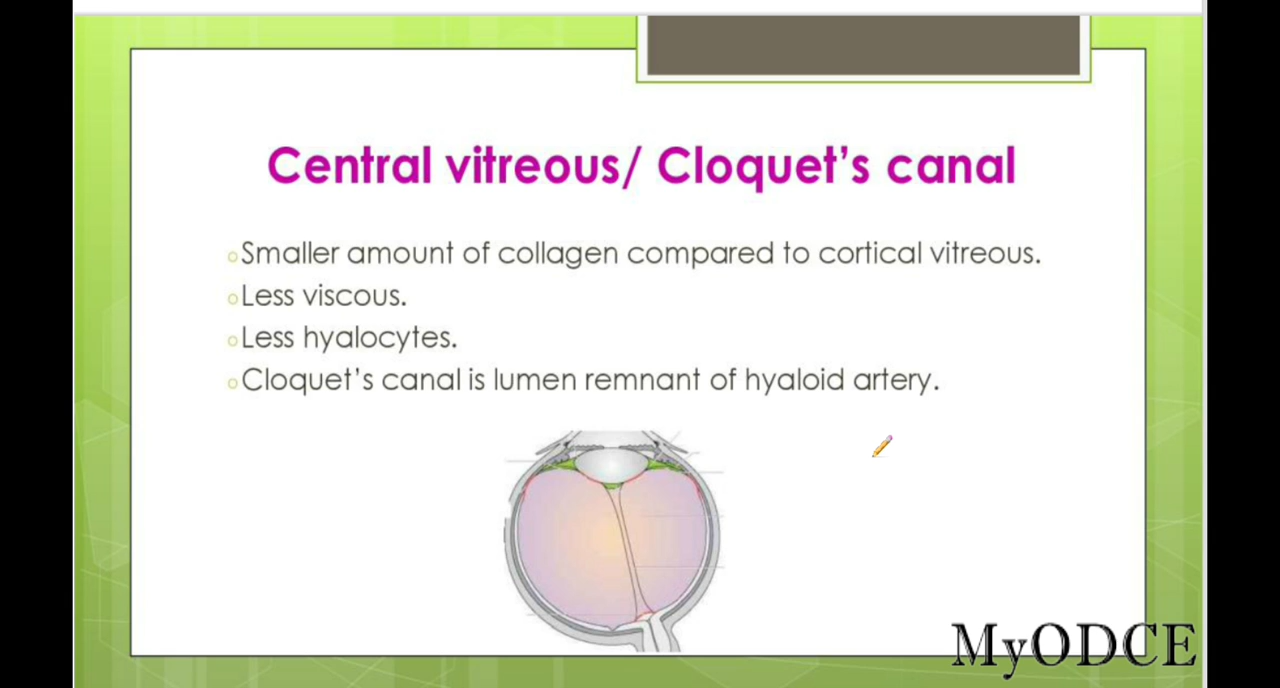 Central vitreous/ Cloquet's canal
Smaller amount of collagen compared to cortical vitreous.
Less viscous.
Less hyalocytes.
Cloquet's canal is lumen remnant of hyaloid artery.
MyODCE